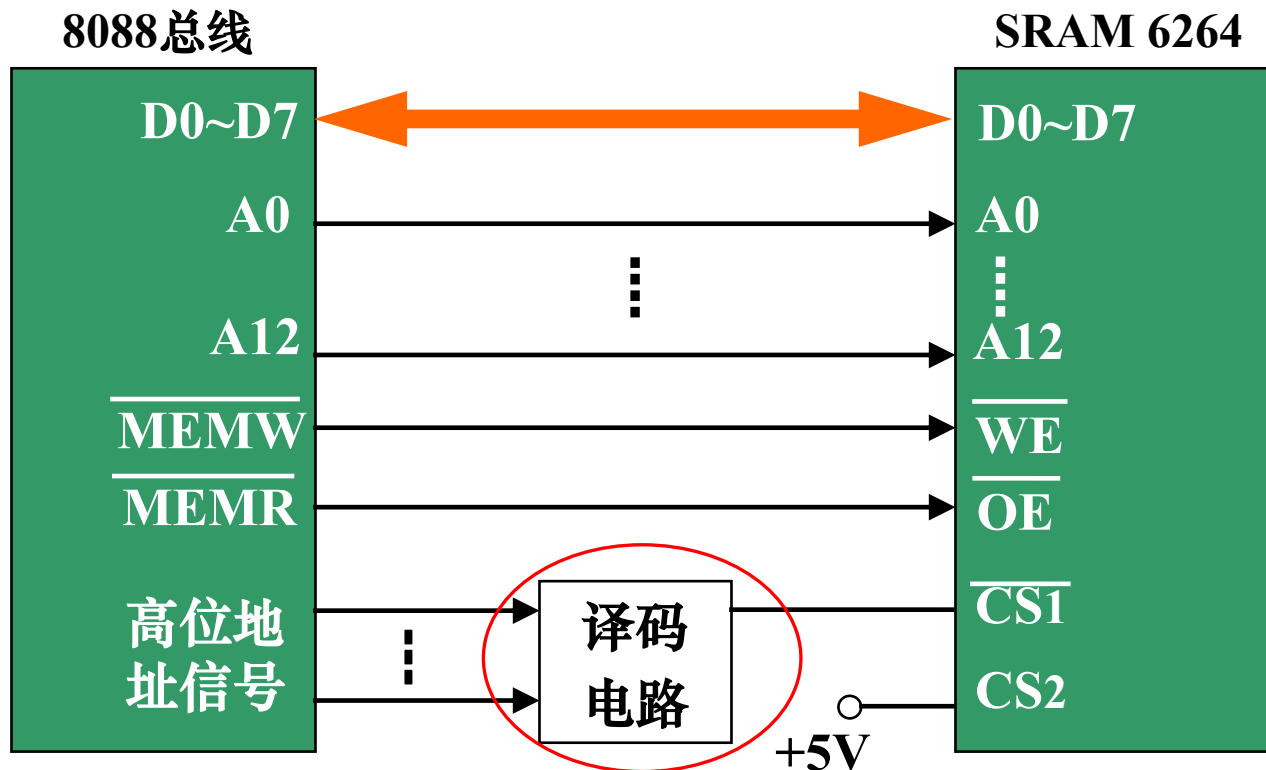 8088总线
D0~D7
A0
A12
MEMW
MEMR
高位地
址信号
译码
电路
+5V
SRAM 6264
D0~D7
A0
A12
WE
OE
CS1
CS2